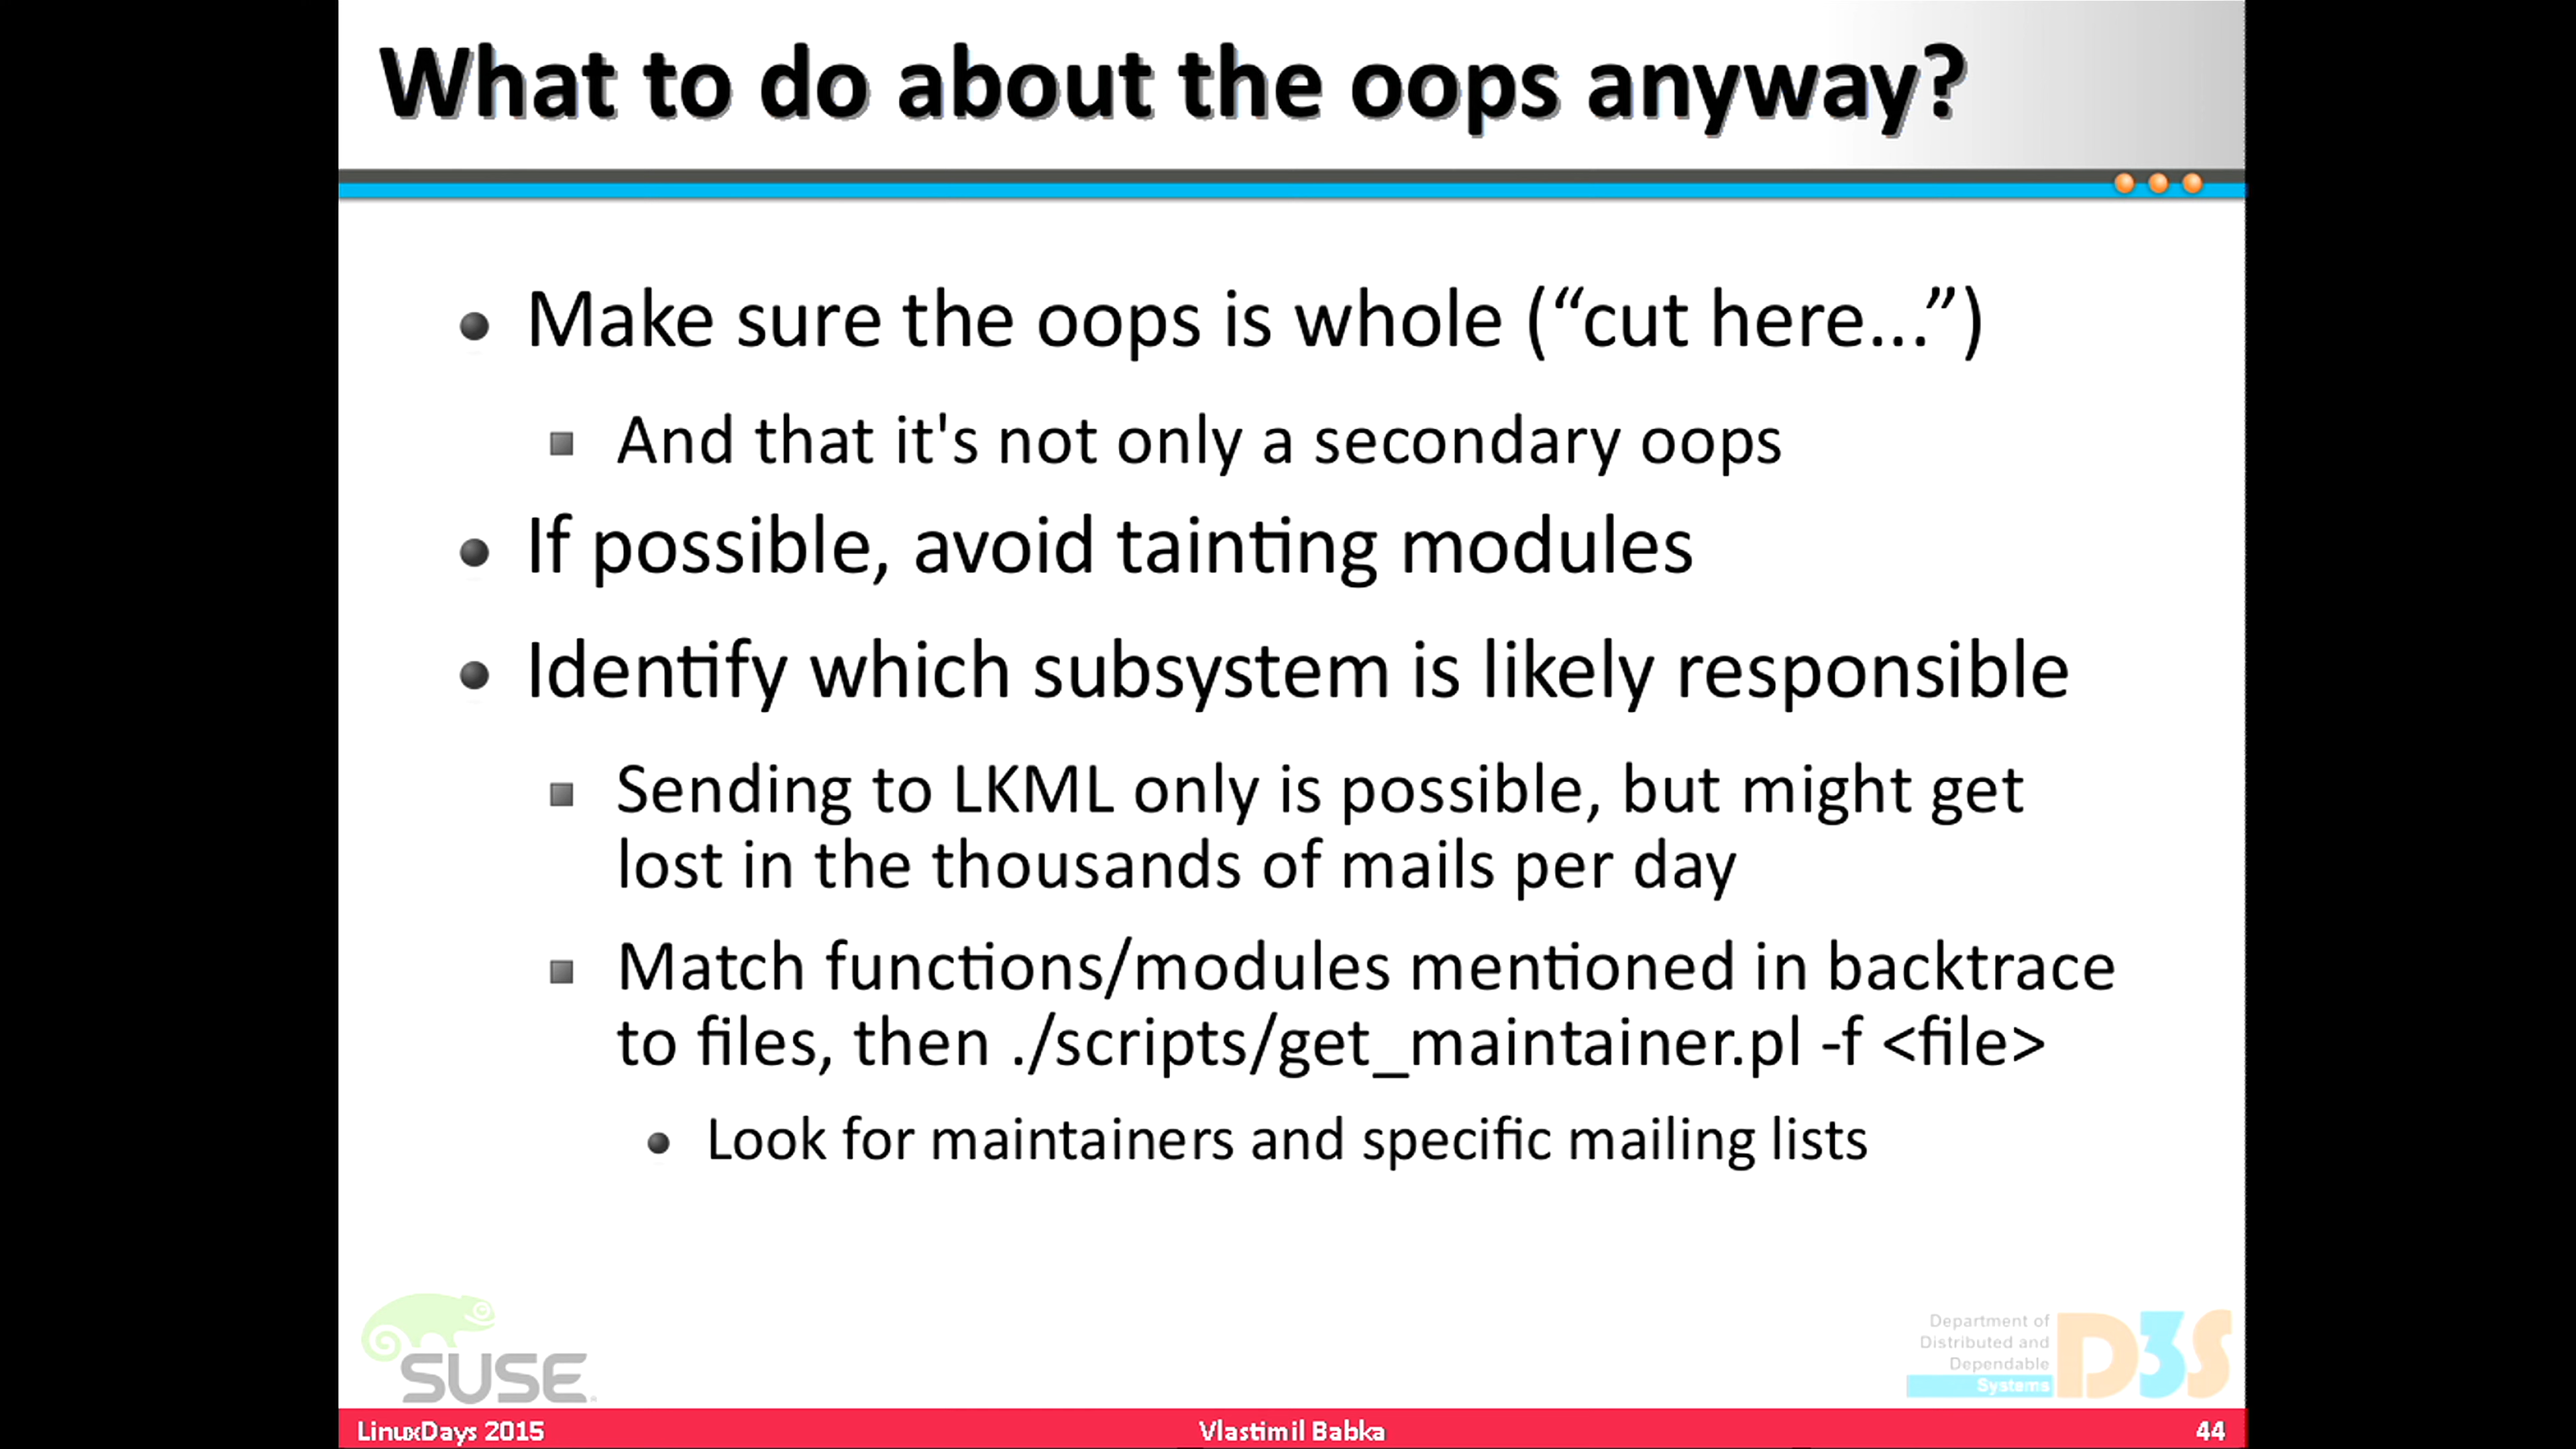 What to do about the oops anyway?
Make sure the oops is whole (“cut here...”)
And that it's not only a secondary oops
If possible, avoid tainting modules
Identify which subsystem is likely responsible
Sending to LKML only is possible, but might get
lost in the thousands of mails per day
Match functions/modules mentioned in backtrace
to files, then ./scripts/get_maintainer.pl -f <file>
Look for maintainers and specific mailing lists
SUSE
Department of
Distributed and
Dependable
Systems
D3S
LinuxDays 2015
Vlastimil Babka
44